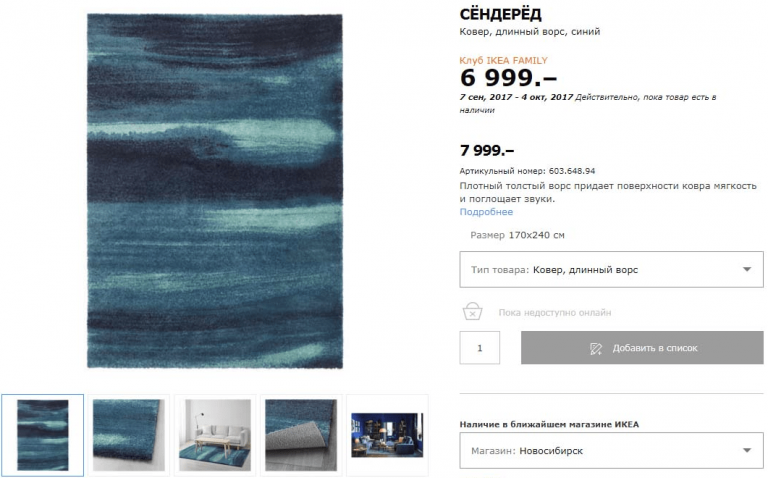 СЁНДЕРЁД
Ковер, длинный ворс, синий
Клуб IKEA FAMILY
6 999.–
7 сен, 2017 - 4 окт, 2017 Действительно, пока товар есть в
наличии
7 999.–
Артикульный номер: 603.648.94
Плотный толстый ворс придает поверхности ковра мягкость
и поглощает звуки.
Подробнее
Размер 170x240 см
Тип товара: Ковер, длинный ворс
Пока недоступно онлайн
1
Добавить в список
Наличие в ближайшем магазине ИКЕА
Магазин: Новосибирск